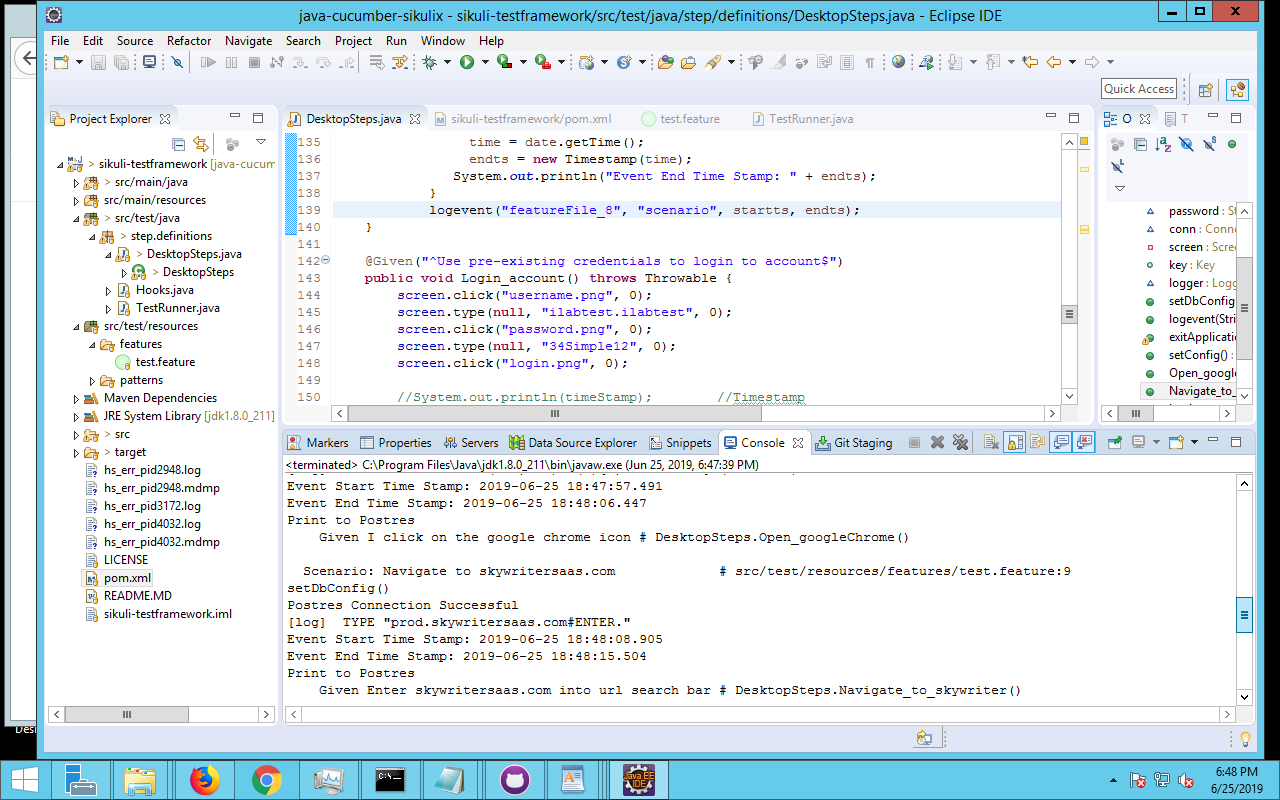 java-cucumber-sikulix - sikuli-testframework/src/test/java/step/definitions/DesktopSteps.java - Eclipse IDE
File Edit Source Refactor Navigate Search Project Run Window Help
Quick Access
Project Explorer
> sikuli-testframework [java-cucum
> src/main/java
src/main/resources
> src/test/java
> step.definitions
> DesktopSteps.java
> DesktopSteps
Hooks.java
TestRunner.java
src/test/resources
features
test.feature
patterns
Maven Dependencies
JRE System Library [jdk1.8.0_211]
> src
> target
hs_err_pid2948.log
hs_err_pid2948.mdmp
hs_err_pid3172.log
hs_err_pid4032.log
hs_err_pid4032.mdmp
LICENSE
pom.xml
README.MD
sikuli-testframework.iml
DesktopSteps.java sikuli-testframework/pom.xml test.feature TestRunner.java
135 time = date.getTime();
136 endts = new Timestamp(time);
137 System.out.println("Event End Time Stamp: " + endts);
138 }
139 logevent("featureFile_8", "scenario", startts, endts);
140 }
141
142 @Given("^Use pre-existing credentials to login to account$")
143 public void Login_account() throws Throwable {
144 screen.click("username.png", 0);
145 screen.type(null, "ilabtest.ilabtest", 0);
146 screen.click("password.png", 0);
147 screen.type(null, "34Simple12", 0);
148 screen.click("login.png", 0);
149
150 //System.out.println(timeStamp); //Timestamp
O T
password : St
conn : Conne
screen : Scree
key : Key
logger : Logg
setDbConfig
logevent(Stri
exitApplicatio
setConfig() :
Open_google
Navigate_to_
Markers Properties Servers Data Source Explorer Snippets Console Git Staging
<terminated> C:\Program Files\Java\jdk1.8.0_211\bin\javaw.exe (Jun 25, 2019, 6:47:39 PM)
Event Start Time Stamp: 2019-06-25 18:47:57.491
Event End Time Stamp: 2019-06-25 18:48:06.447
Print to Postres
Given I click on the google chrome icon # DesktopSteps.Open_googleChrome()
Scenario: Navigate to skywritersaas.com # src/test/resources/features/test.feature:9
setDbConfig()
Postres Connection Successful
[log] TYPE "prod.skywritersaas.com#ENTER."
Event Start Time Stamp: 2019-06-25 18:48:08.905
Event End Time Stamp: 2019-06-25 18:48:15.504
Print to Postres
Given Enter skywritersaas.com into url search bar # DesktopSteps.Navigate_to_skywriter()
Desl
C:\_
Java EE
IDE
6:48 PM
6/25/2019